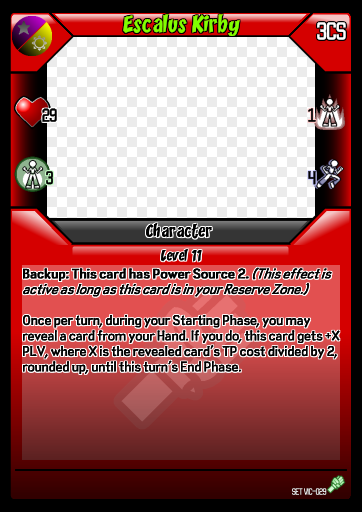 Escalus Kirby
3CS
29
1
3
4
Character
Level 11
Backup: This card has Power Source 2. (This effect is
active as long as this card is in your Reserve Zone.)
Once per turn, during your Starting Phase, you may
reveal a card from your Hand. If you do, this card gets +X
PLV, where X is the revealed card's TP cost divided by 2,
rounded up, until this turn's End Phase.
SET VIC-029